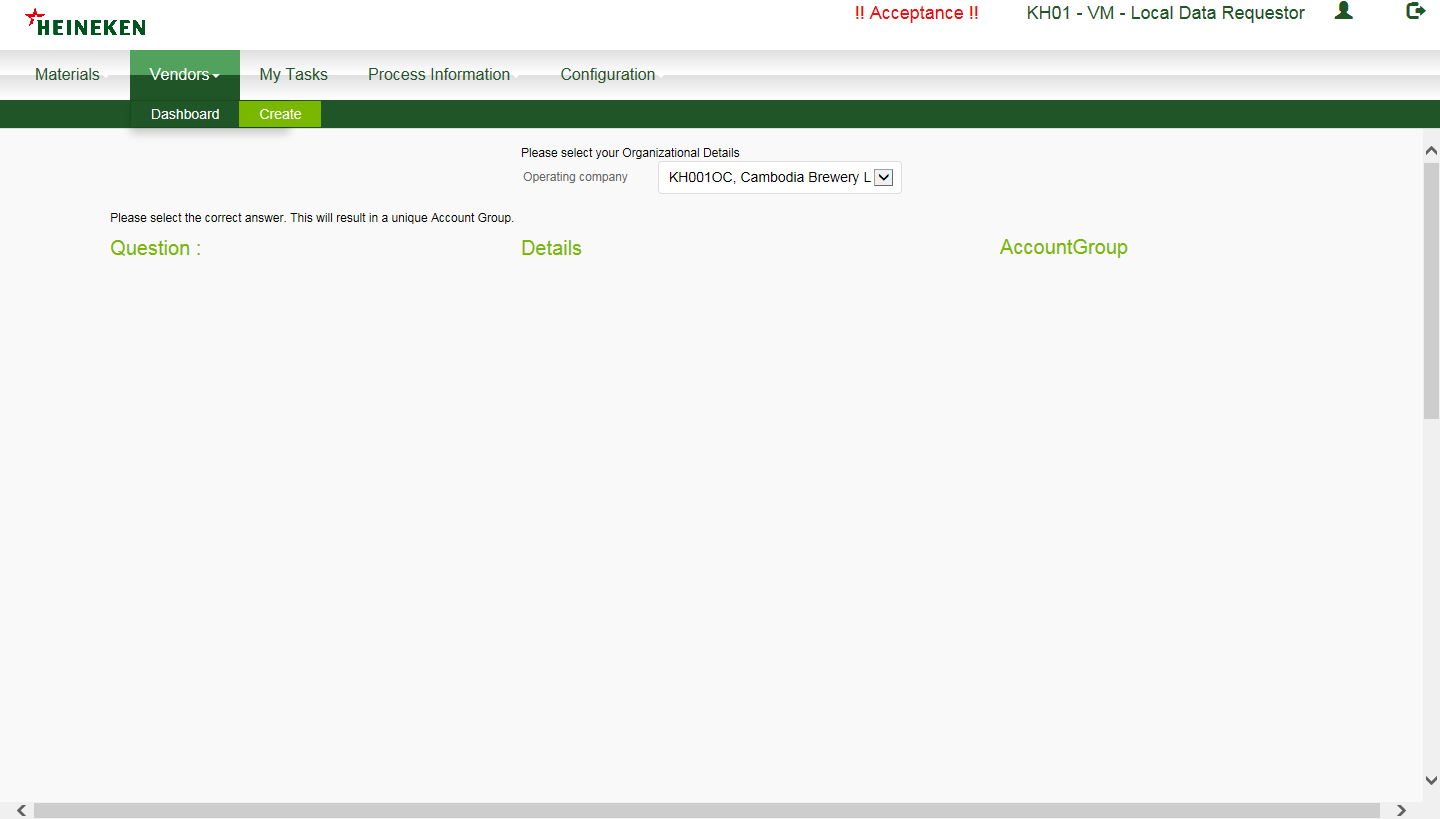 HEINEKEN
!! Acceptance !! KH01 - VM - Local Data Requestor
Materials Vendors My Tasks Process Information Configuration
Dashboard Create
Please select your Organizational Details
Operating company KH001OC, Cambodia Brewery L
Please select the correct answer. This will result in a unique Account Group.
Question : Details AccountGroup